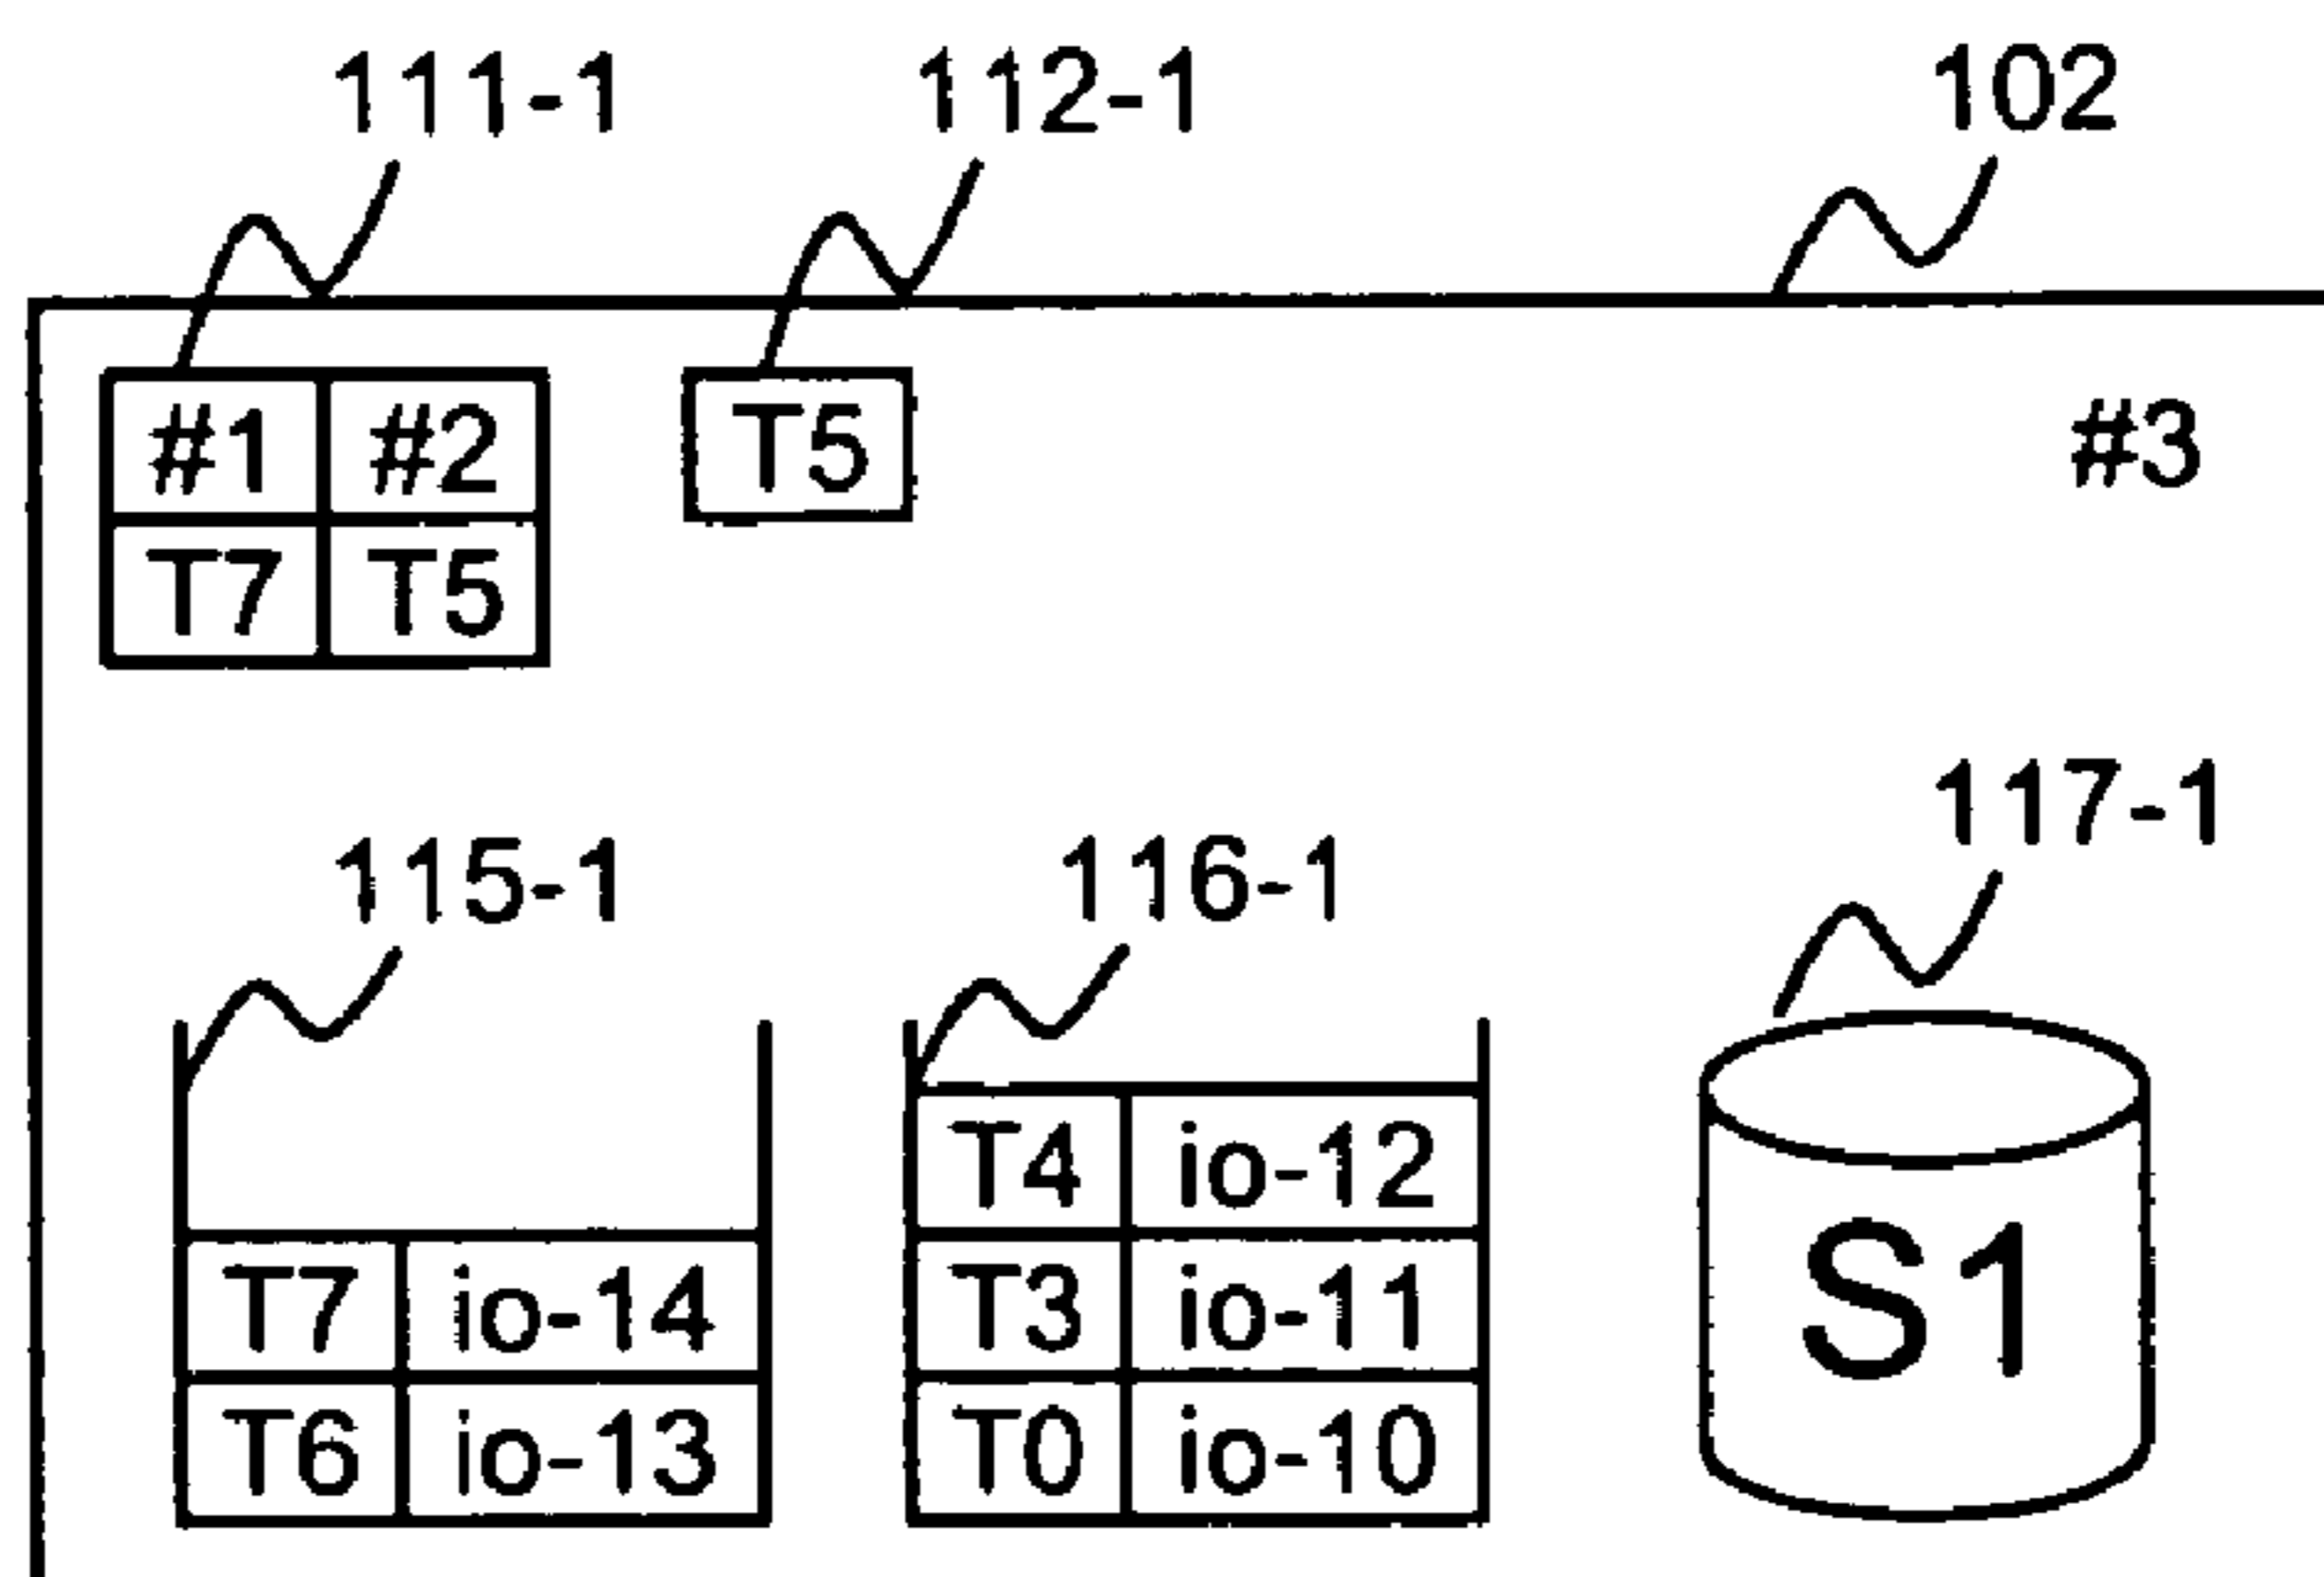 111-1 112-1 102
#1 #2 T5 #3
T7 T5
117-1
115-1 116-1
T4 io-12
T7 io-14 T3 io-11 S1
T6 io-13 T0 io-10